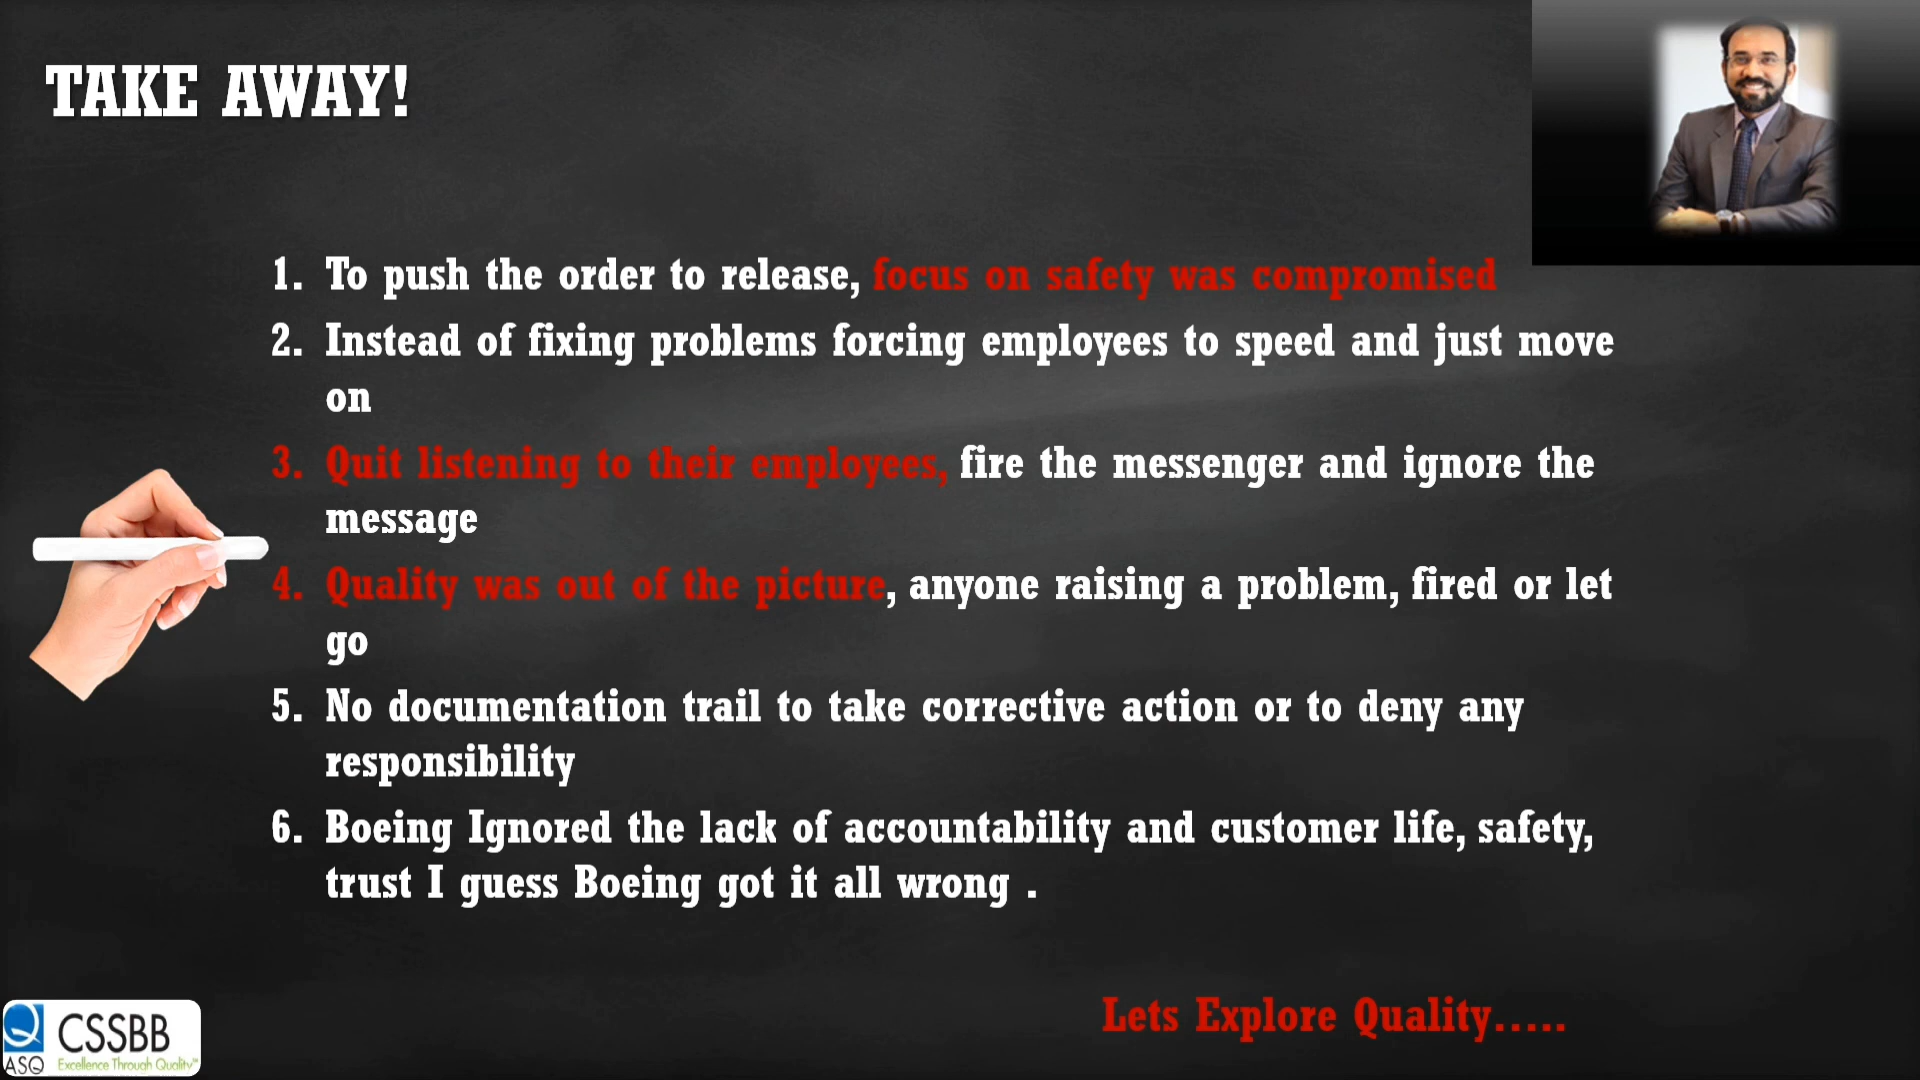 TAKE AWAY!
1. To push the order to release, focus on safety was compromised
2. Instead of fixing problems forcing employees to speed and just move
on
3. Quit listening to their employees, fire the messenger and ignore the
message
4. Quality was out of the picture, anyone raising a problem, fired or let
go
5. No documentation trail to take corrective action or to deny any
responsibility
6. Boeing Ignored the lack of accountability and customer life, safety,
trust I guess Boeing got it all wrong .
Lets Explore Quality.....
CSSBB
ASQ Excellence Through Quality™